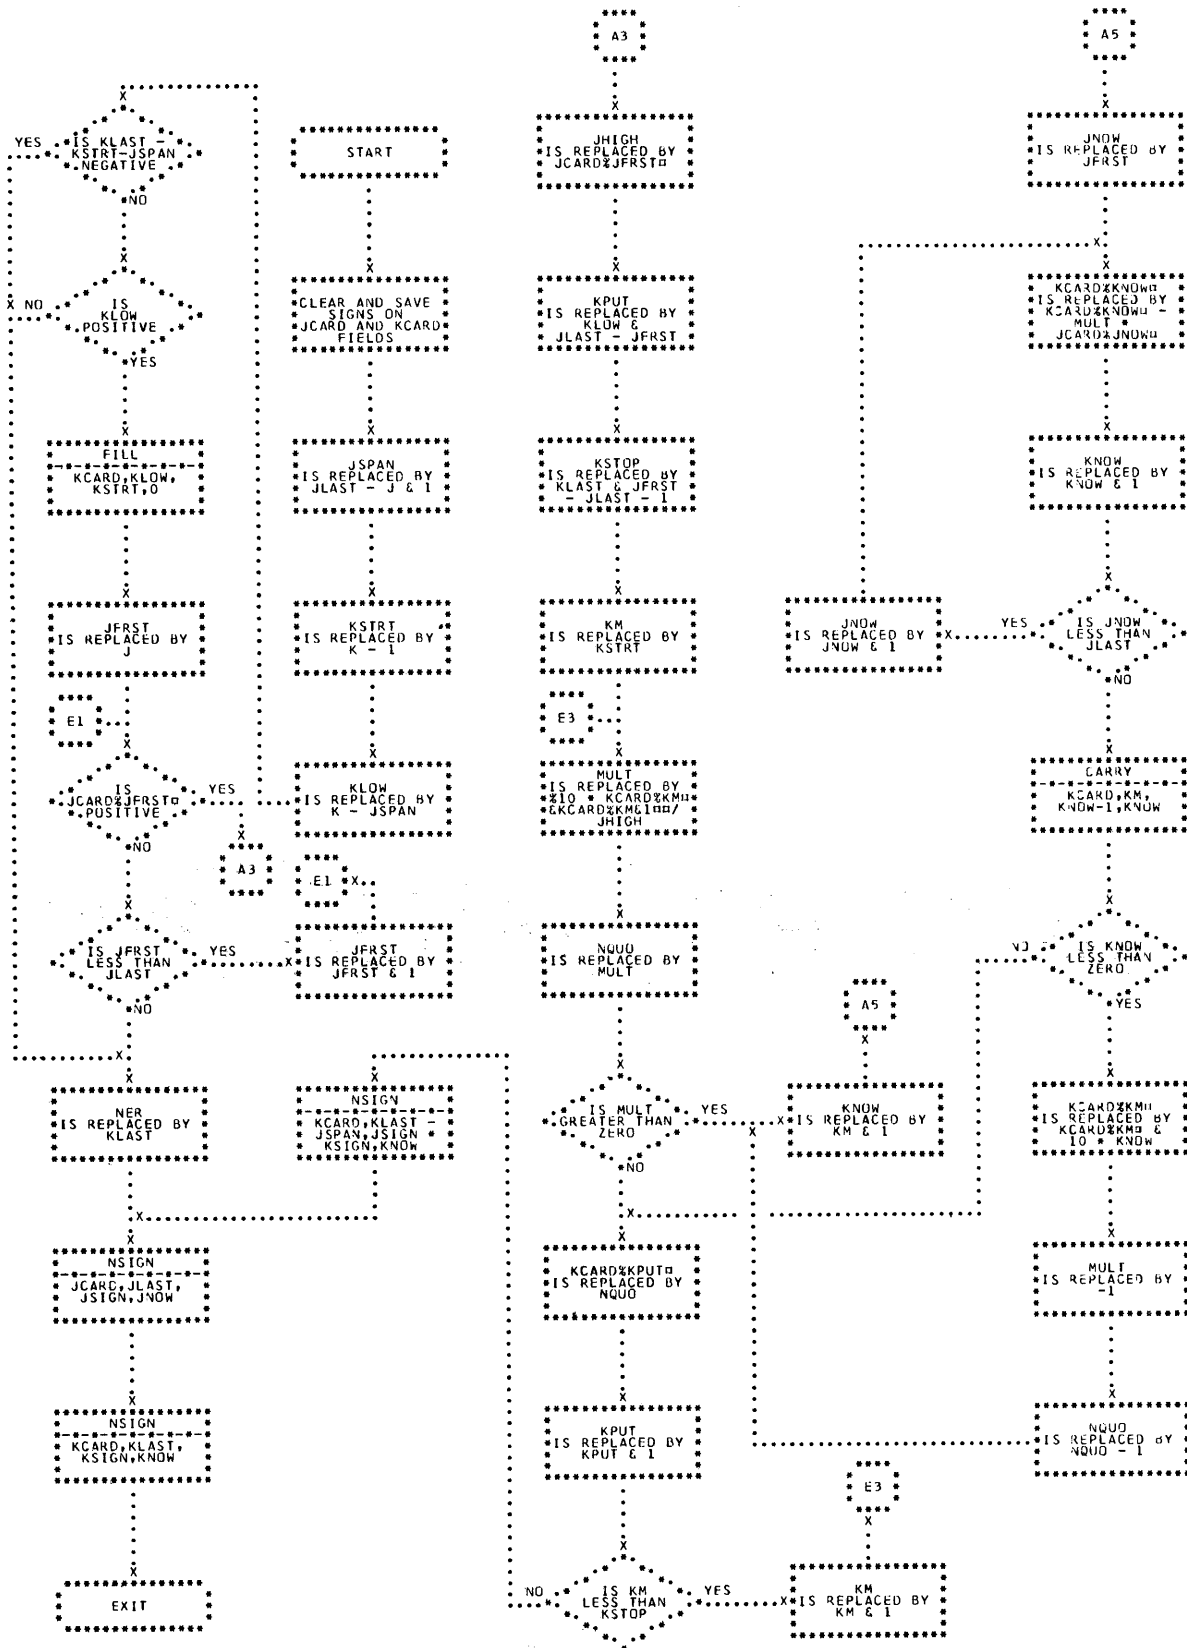 A3
A5
YES
IS KLAST -
KSTRT-JSPAN
NEGATIVE
NO
START
JHIGH
IS REPLACED BY
JCARD%JFRST¤
JNOW
IS REPLACED BY
JFRST
NO
IS
KLOW
POSITIVE
YES
CLEAR AND SAVE
SIGNS ON
JCARD AND KCARD
FIELDS
KPUT
IS REPLACED BY
KLOW &
JLAST - JFRST
KCARD%KNOW¤
IS REPLACED BY
KCARD%KNOW¤ -
MULT *
JCARD%JNOW¤
FILL
KCARD,KLOW,
KSTRT,0
JSPAN
IS REPLACED BY
JLAST - J & 1
KSTOP
IS REPLACED BY
KLAST & JFRST
- JLAST - 1
KNOW
IS REPLACED BY
KNOW & 1
JFRST
IS REPLACED BY
J
KSTRT
IS REPLACED BY
K - 1
KM
IS REPLACED BY
KSTRT
JNOW
IS REPLACED BY
JNOW & 1
YES
IS JNOW
LESS THAN
JLAST
NO
E1
E3
IS
JCARD%JFRST¤
POSITIVE
YES
NO
KLOW
IS REPLACED BY
K - JSPAN
MULT
IS REPLACED BY
%10 * KCARD%KM¤
&KCARD%KM&1¤¤/
JHIGH
CARRY
KCARD,KM,
KNOW-1,KNOW
A3
E1
IS JFRST
LESS THAN
JLAST
YES
NO
JFRST
IS REPLACED BY
JFRST & 1
NQUO
IS REPLACED BY
MULT
NO
IS KNOW
LESS THAN
ZERO
YES
A5
NER
IS REPLACED BY
KLAST
NSIGN
KCARD,KLAST -
JSPAN,JSIGN *
KSIGN,KNOW
IS MULT
GREATER THAN
ZERO
YES
NO
KNOW
IS REPLACED BY
KM & 1
KCARD%KM¤
IS REPLACED BY
KCARD%KM¤ &
10 * KNOW
NSIGN
JCARD,JLAST,
JSIGN,JNOW
KCARD%KPUT¤
IS REPLACED BY
NQUO
MULT
IS REPLACED BY
-1
NSIGN
KCARD,KLAST,
KSIGN,KNOW
KPUT
IS REPLACED BY
KPUT & 1
NQUO
IS REPLACED BY
NQUO - 1
E3
EXIT
NO
IS KM
LESS THAN
KSTOP
YES
KM
IS REPLACED BY
KM & 1